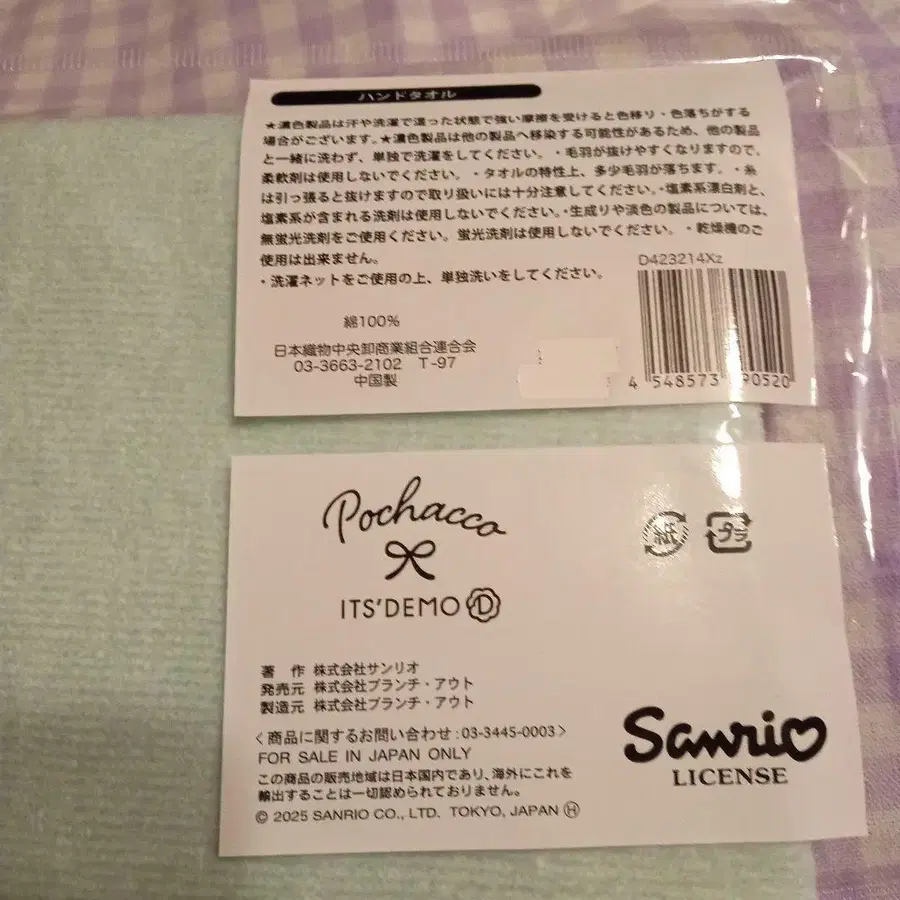 ハンドタオル
★濃色製品は汗や洗濯で湿った状態で強い摩擦を受けると色移り・色落ちがする
場合がございます。★濃色製品は他の製品へ移染する可能性があるため、他の製品
と一緒に洗わず、単独で洗濯をしてください。・毛羽が抜けやすくなりますので、
柔軟剤は使用しないでください。・タオルの特性上、多少毛羽が落ちます。・糸
は引っ張ると抜けますので取り扱いには十分注意してください。・塩素系漂白剤と、
塩素系が含まれる洗剤は使用しないでください。・生成りや淡色の製品については、
無蛍光洗剤をご使用ください。蛍光洗剤は使用しないでください。・乾燥機のご
使用は出来ません。
・洗濯ネットをご使用の上、単独洗いをしてください。
D423214Xz
綿100%
日本織物中央卸商業組合連合会
03-3663-2102 T-97
中国製
4 548573 90520
Pochacco
ITS'DEMO D
紙 プラ
著 作 株式会社サンリオ
発売元 株式会社ブランチ・アウト
製造元 株式会社ブランチ・アウト
〈商品に関するお問い合わせ:03-3445-0003〉
FOR SALE IN JAPAN ONLY
この商品の販売地域は日本国内であり、海外にこれを
輸出することは一切認められておりません。
© 2025 SANRIO CO., LTD. TOKYO, JAPAN Ⓗ
Sanrio
LICENSE